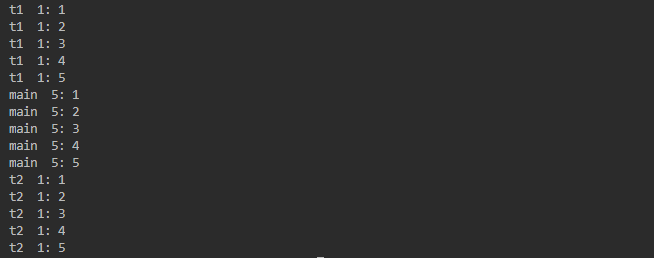 t1  1: 1
t1  1: 2
t1  1: 3
t1  1: 4
t1  1: 5
main  5: 1
main  5: 2
main  5: 3
main  5: 4
main  5: 5
t2  1: 1
t2  1: 2
t2  1: 3
t2  1: 4
t2  1: 5